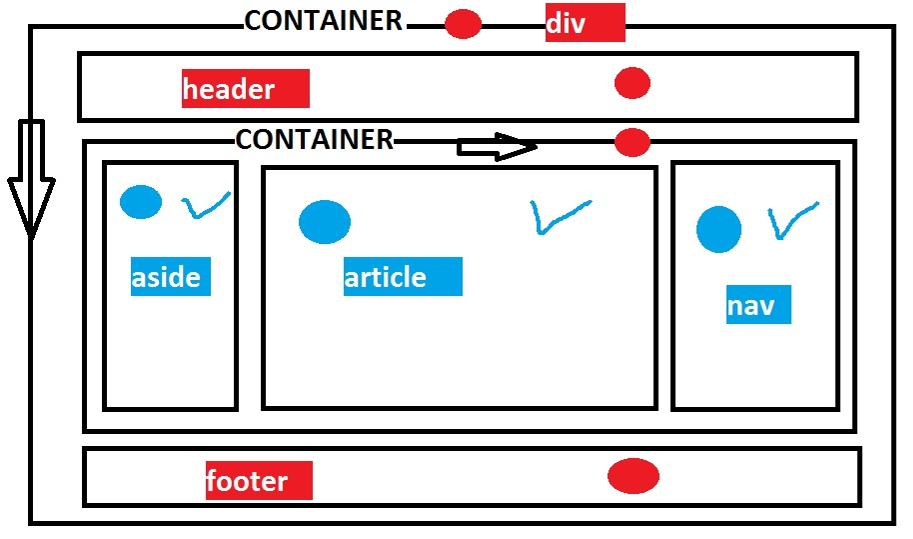 CONTAINER
div
header
CONTAINER
aside
article
nav
footer